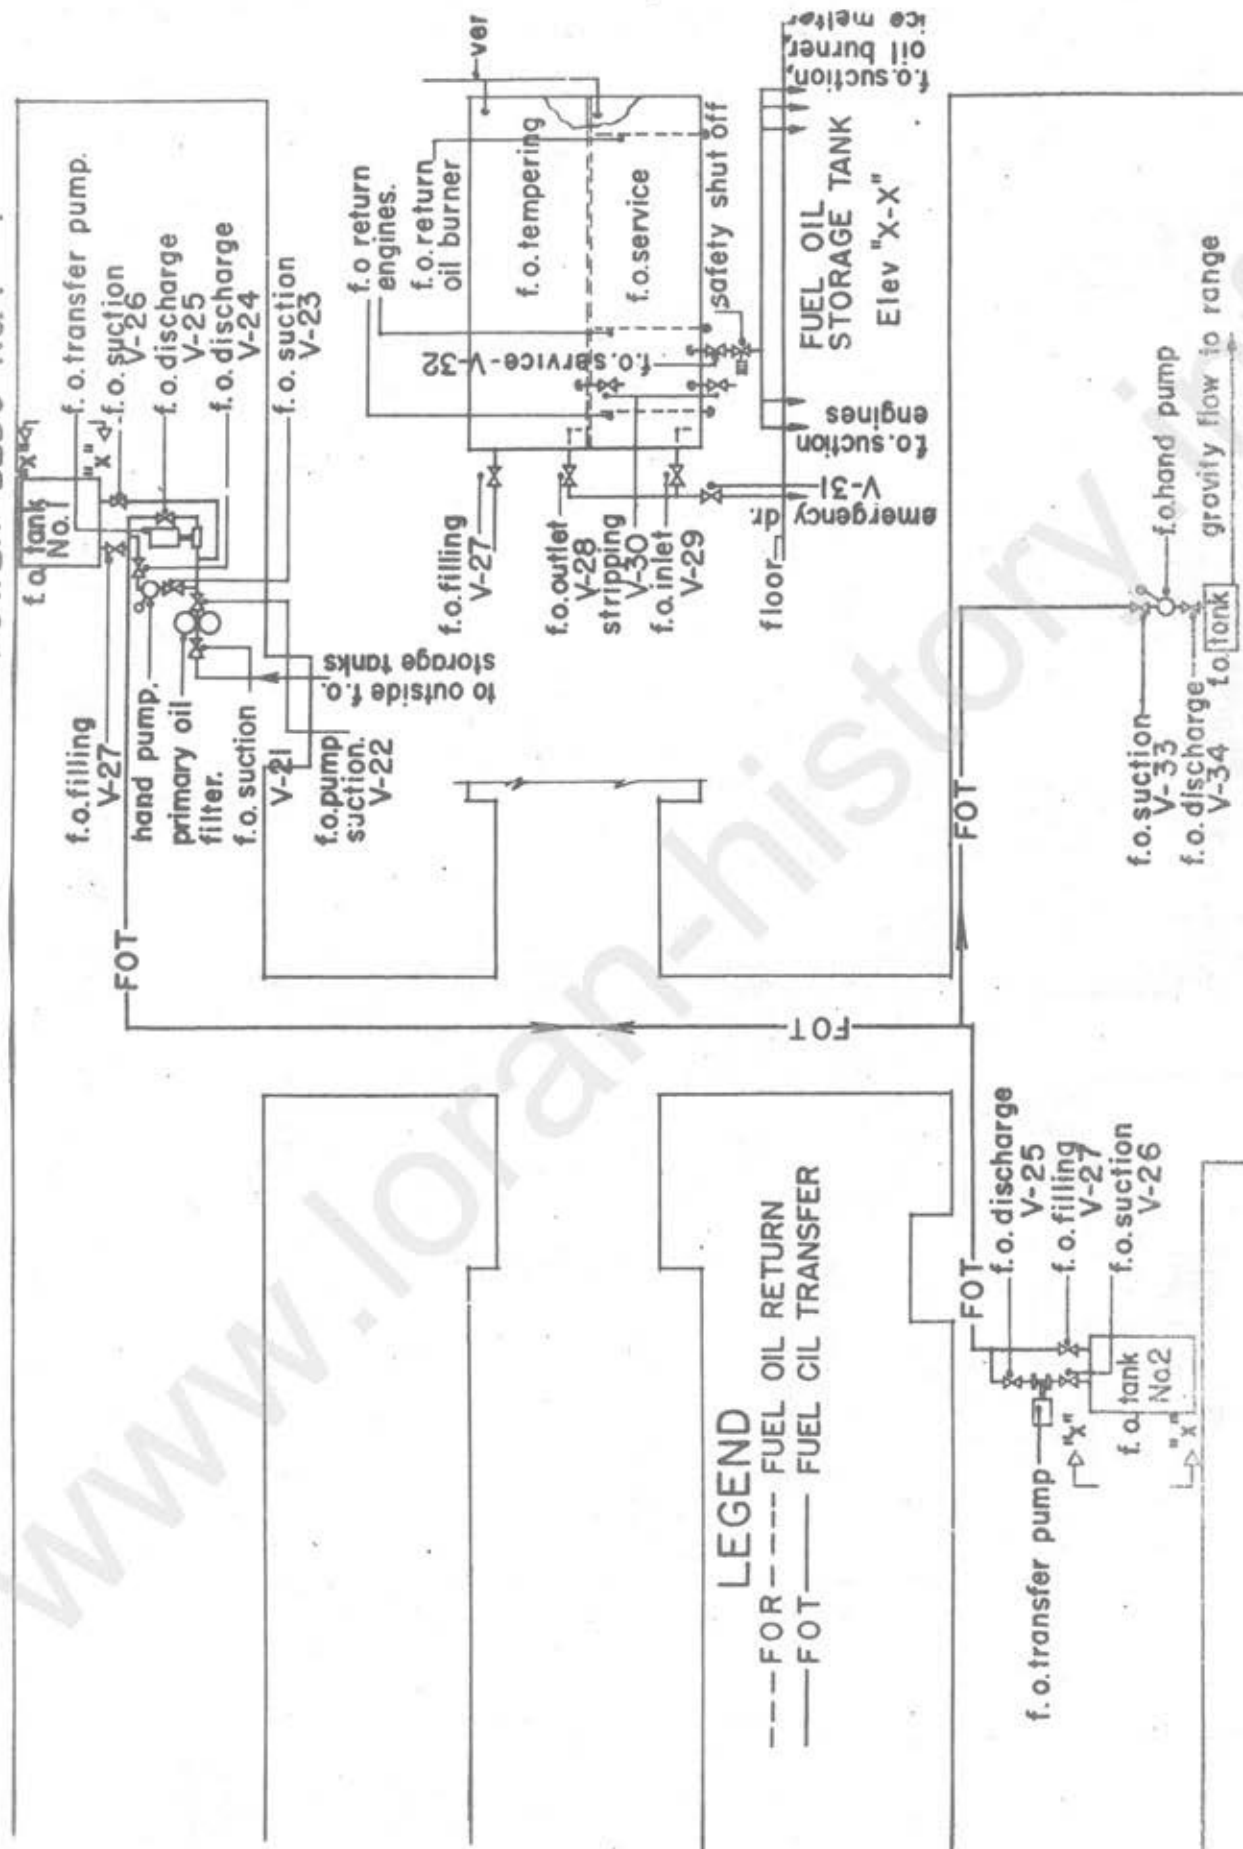 f.o. tank
No. 1
"X"
"X"
f.o. transfer pump.
f.o. suction
V-26
f.o. discharge
V-25
f.o. discharge
V-24
f.o. suction
V-23
f.o. filling
V-27
hand pump.
primary oil
filter.
f.o. suction
V-21
f.o. pump
suction.
V-22
to outside f.o.
storage tanks
FOT
f.o return
engines.
f.o. return
oil burner
f.o. tempering
f.o. service
f.o. service - V-32
safety shut off
f.o. filling
V-27
f.o. outlet
V-28
stripping
V-30
f.o. inlet
V-29
emergency dr.
V-31
floor
f.o. suction
engines
f.o. suction,
oil burner,
ice melter
FUEL OIL
STORAGE TANK
Elev "X-X"
FOT
FOT
f.o. hand pump
gravity flow to range
f.o. suction
V-33
f.o. discharge
V-34
f.o. tank
FOT
f.o. discharge
V-25
f.o. filling
V-27
f.o. suction
V-26
f.o. tank
No 2
"X"
"X"
f.o. transfer pump
LEGEND
FOR FUEL OIL RETURN
FOT FUEL OIL TRANSFER